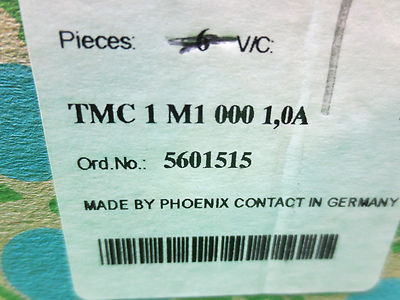 Pieces: 6 V/C:
TMC 1 M1 000 1,0A
Ord.No.: 5601515
MADE BY PHOENIX CONTACT IN GERMANY